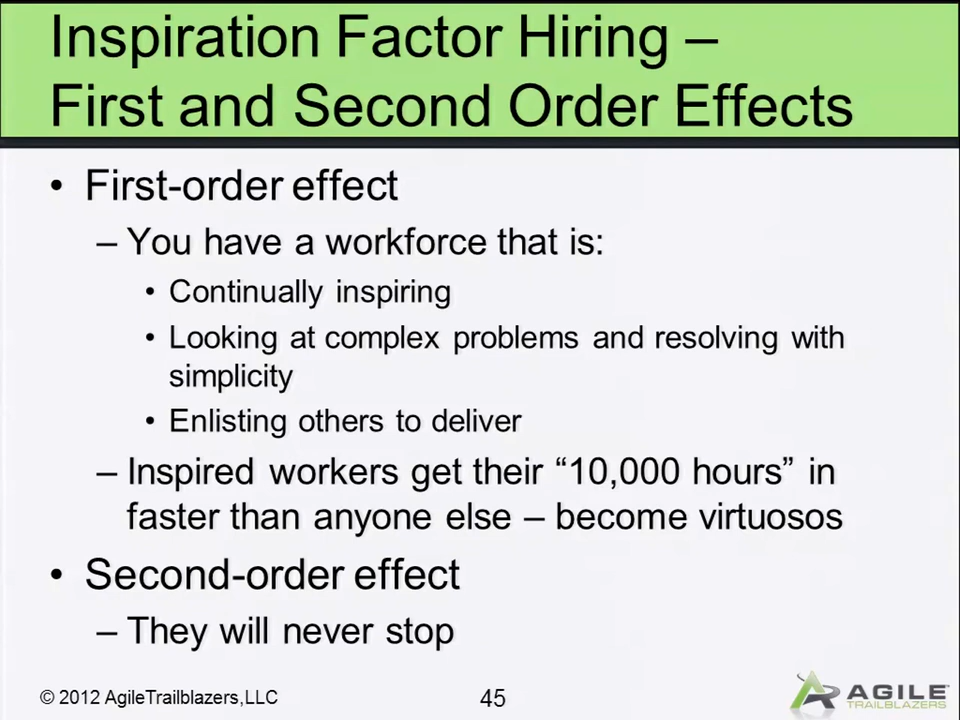 Inspiration Factor Hiring –
First and Second Order Effects
• First-order effect
– You have a workforce that is:
• Continually inspiring
• Looking at complex problems and resolving with
simplicity
• Enlisting others to deliver
– Inspired workers get their “10,000 hours” in
faster than anyone else – become virtuosos
• Second-order effect
– They will never stop
© 2012 AgileTrailblazers,LLC
45
AGILE
TRAILBLAZERS